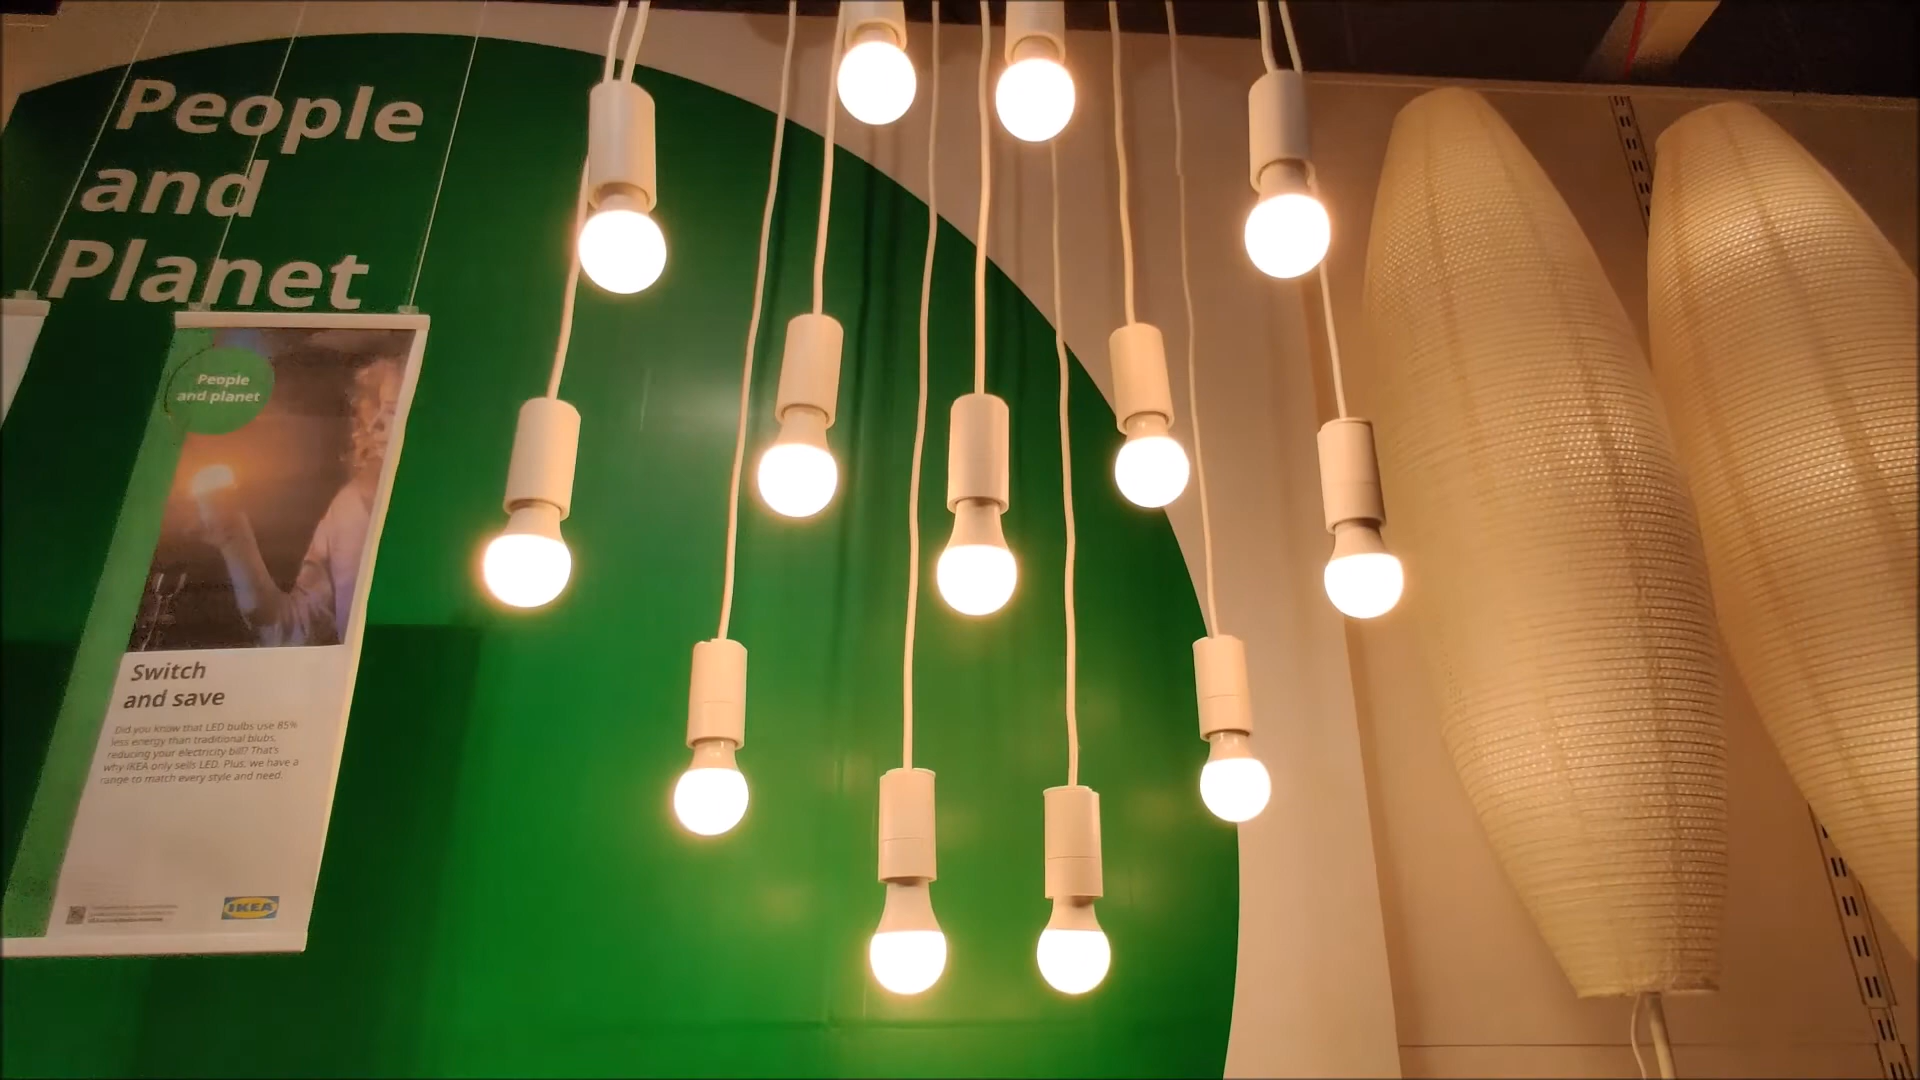 People
and
Planet
People
and planet
Switch
and save
Did you know that LED bulbs use 85%
less energy than traditional blubs,
reducing your electricity bill? That's
why IKEA only sells LED. Plus, we have a
range to match every style and need.
IKEA